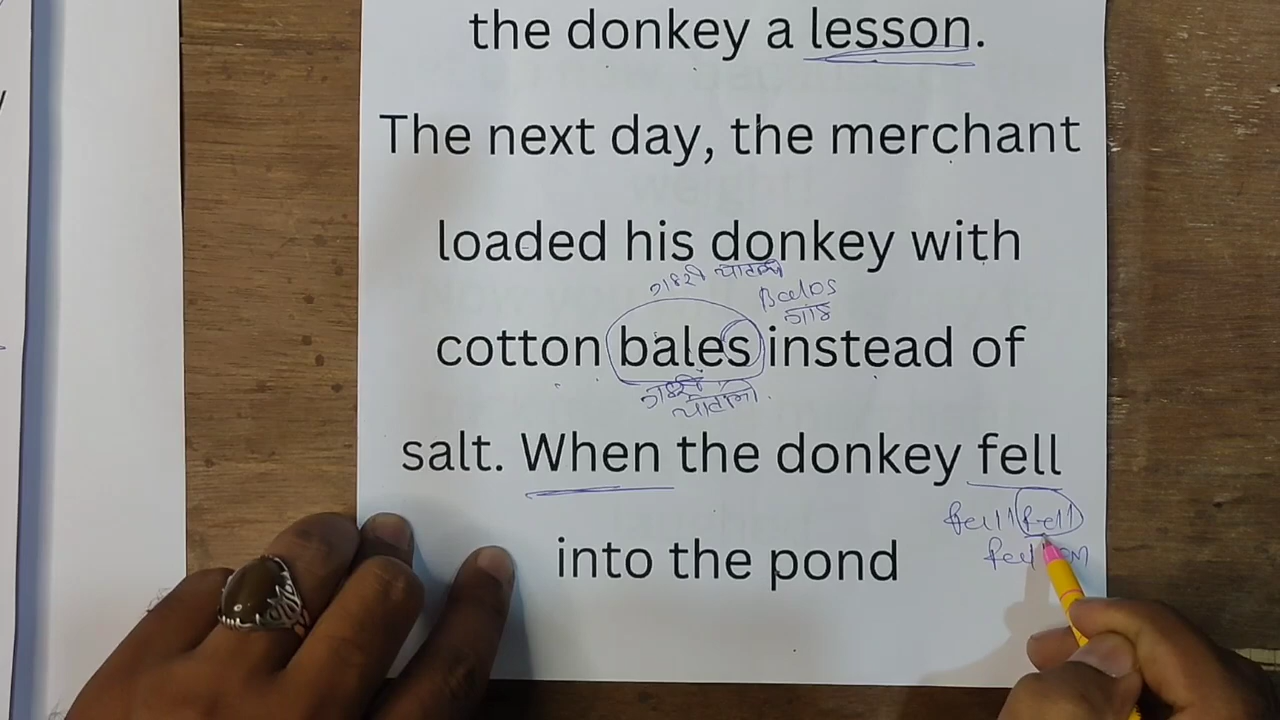 the donkey a lesson.
The next day, the merchant
loaded his donkey with
cotton bales instead of
salt. When the donkey fell
fell fell
into the pond